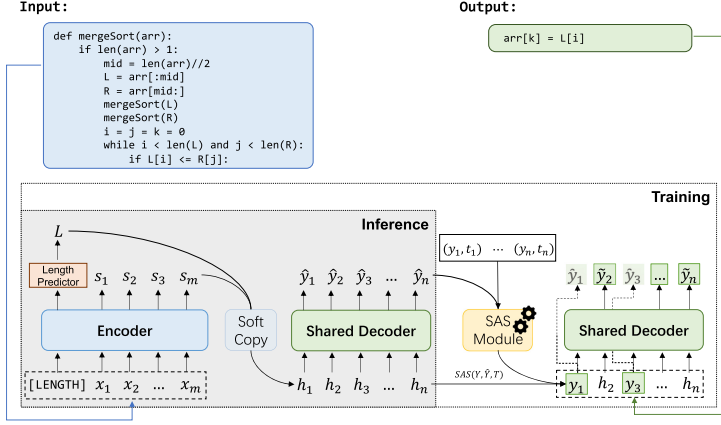 Input:
Output:
def mergeSort(arr):
if len(arr) > 1:
mid = len(arr)//2
L = arr[:mid]
R = arr[mid:]
mergeSort(L)
mergeSort(R)
i = j = k = 0
while i < len(L) and j < len(R):
if L[i] <= R[j]:
arr[k] = L[i]
Training
Inference
L
(y₁, t₁) ⋯ (yₙ, tₙ)
Length
Predictor
s₁ s₂ s₃ sₘ
ŷ₁ ŷ₂ ŷ₃ ... ŷₙ
ŷ₁ ỹ₂ ŷ₃ ... ỹₙ
Encoder
Soft
Copy
Shared Decoder
SAS
Module
Shared Decoder
[LENGTH] x₁ x₂ ... xₘ
h₁ h₂ h₃ ... hₙ
SAS(Y,Ŷ,T)
y₁ h₂ y₃ ... hₙ